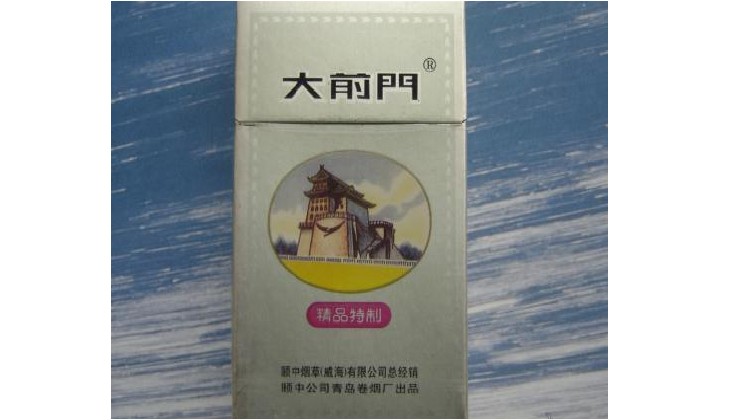 大前門®
精品特制
颐中烟草(威海)有限公司总经销
颐中公司青岛卷烟厂出品